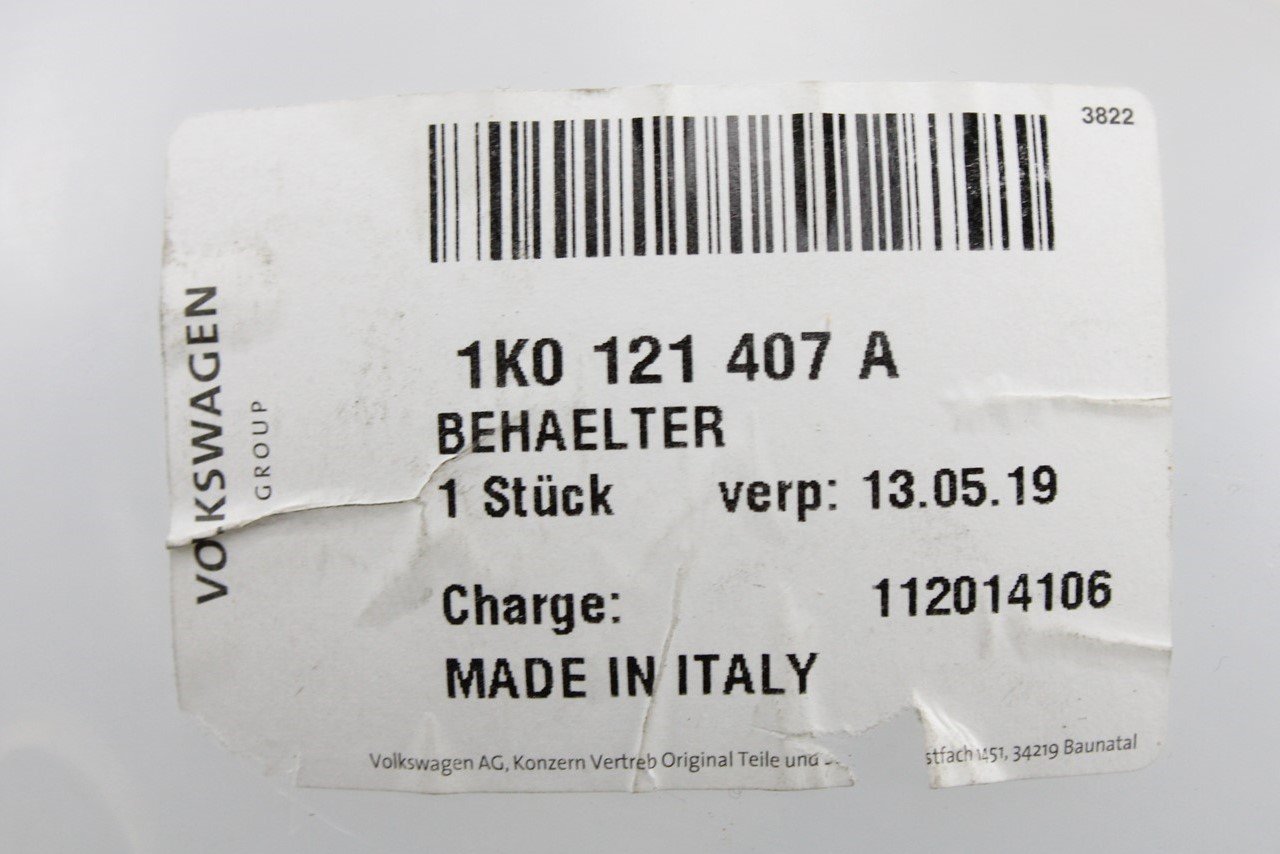 3822
VOLKSWAGEN
GROUP
1K0 121 407 A
BEHAELTER
1 Stück verp: 13.05.19
Charge: 112014106
MADE IN ITALY
Volkswagen AG, Konzern Vertreb Original Teile und stfach 1451, 34219 Baunatal